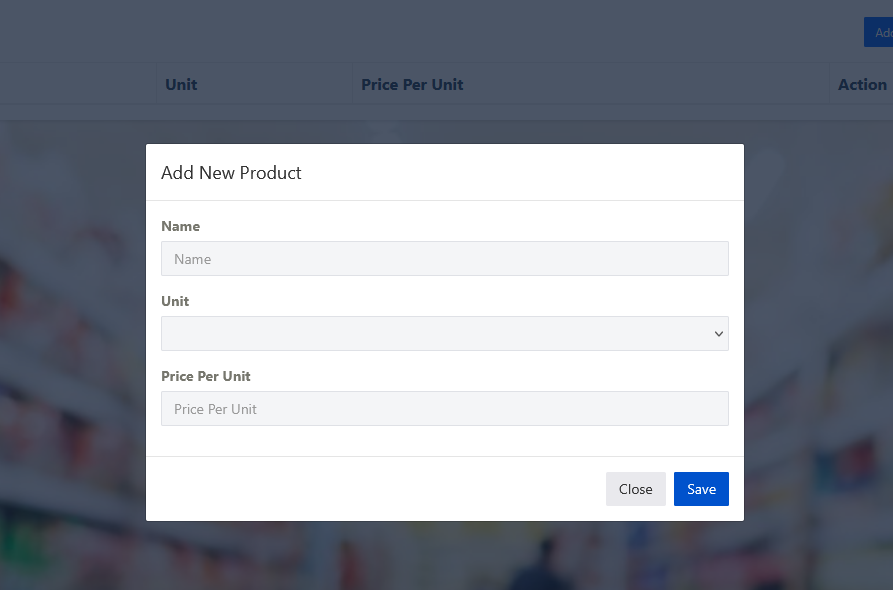 Unit Price Per Unit Action
Add New Product
Name
Name
Unit
Price Per Unit
Price Per Unit
Close Save